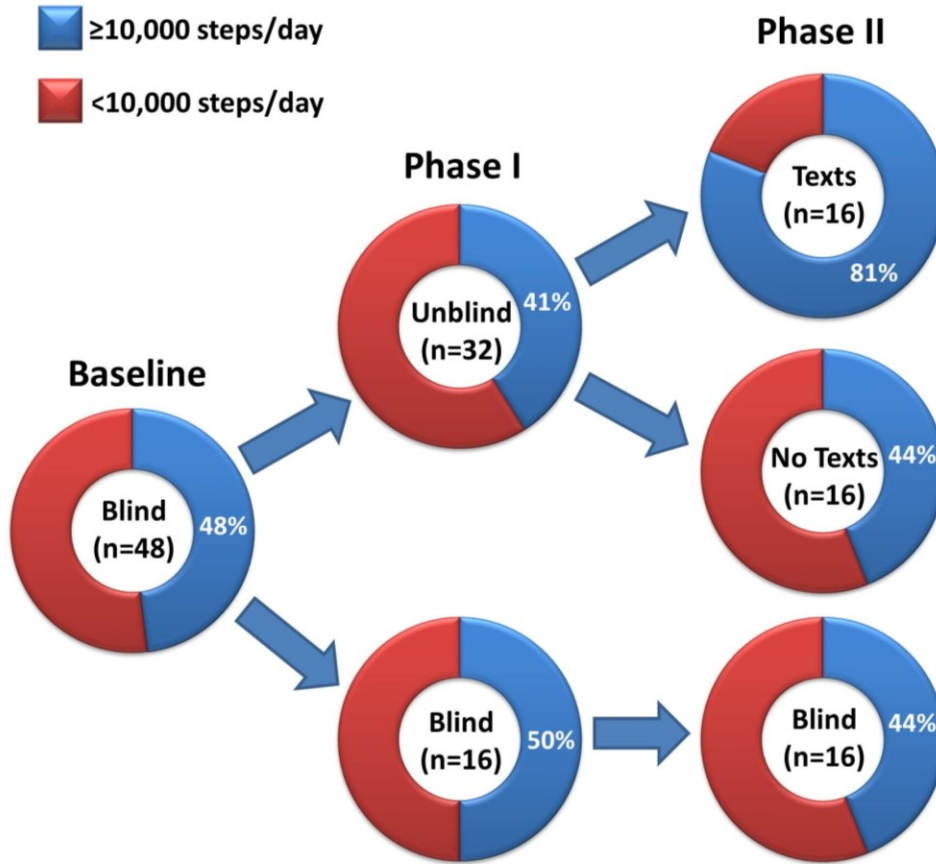 ≥10,000 steps/day
<10,000 steps/day
Phase II
Texts
(n=16)
81%
Phase I
Unblind
(n=32)
41%
No Texts
(n=16)
44%
Baseline
Blind
(n=48)
48%
Blind
(n=16)
50%
Blind
(n=16)
44%